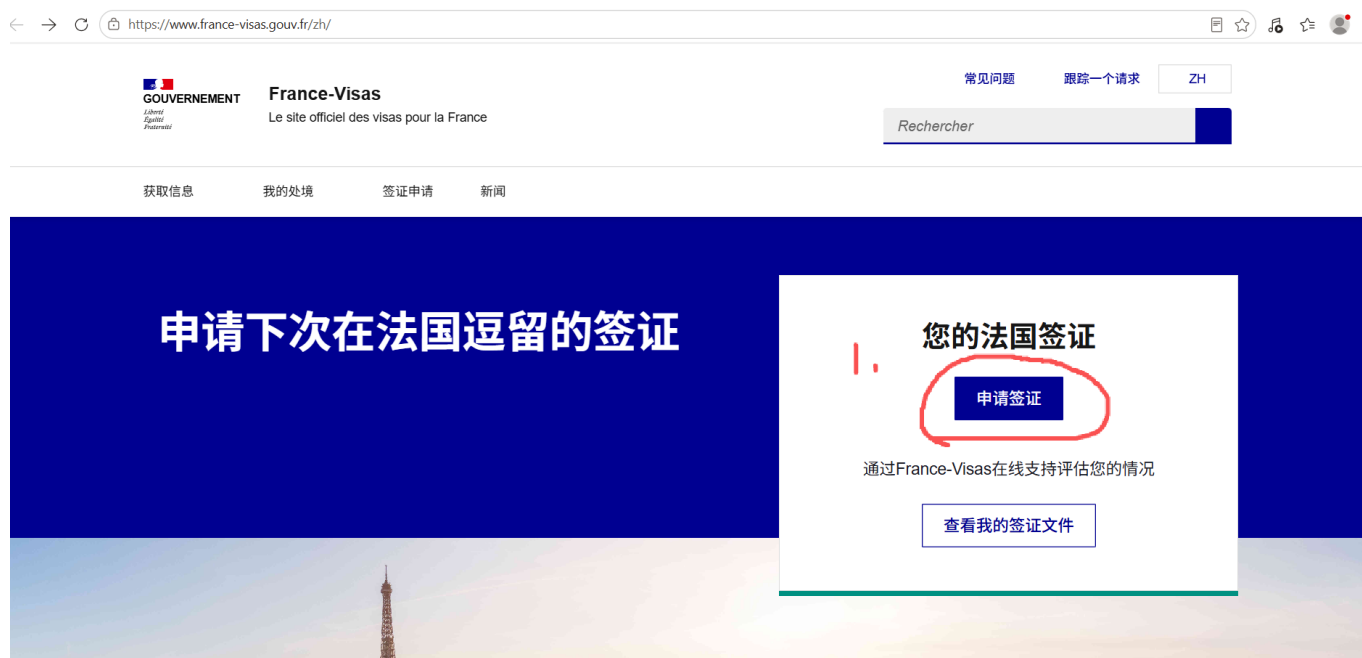 https://www.france-visas.gouv.fr/zh/
GOUVERNEMENT
Liberté
Égalité
Fraternité
France-Visas
Le site officiel des visas pour la France
常见问题
跟踪一个请求
ZH
Rechercher
获取信息
我的处境
签证申请
新闻
申请下次在法国逗留的签证
您的法国签证
1.
申请签证
通过France-Visas在线支持评估您的情况
查看我的签证文件